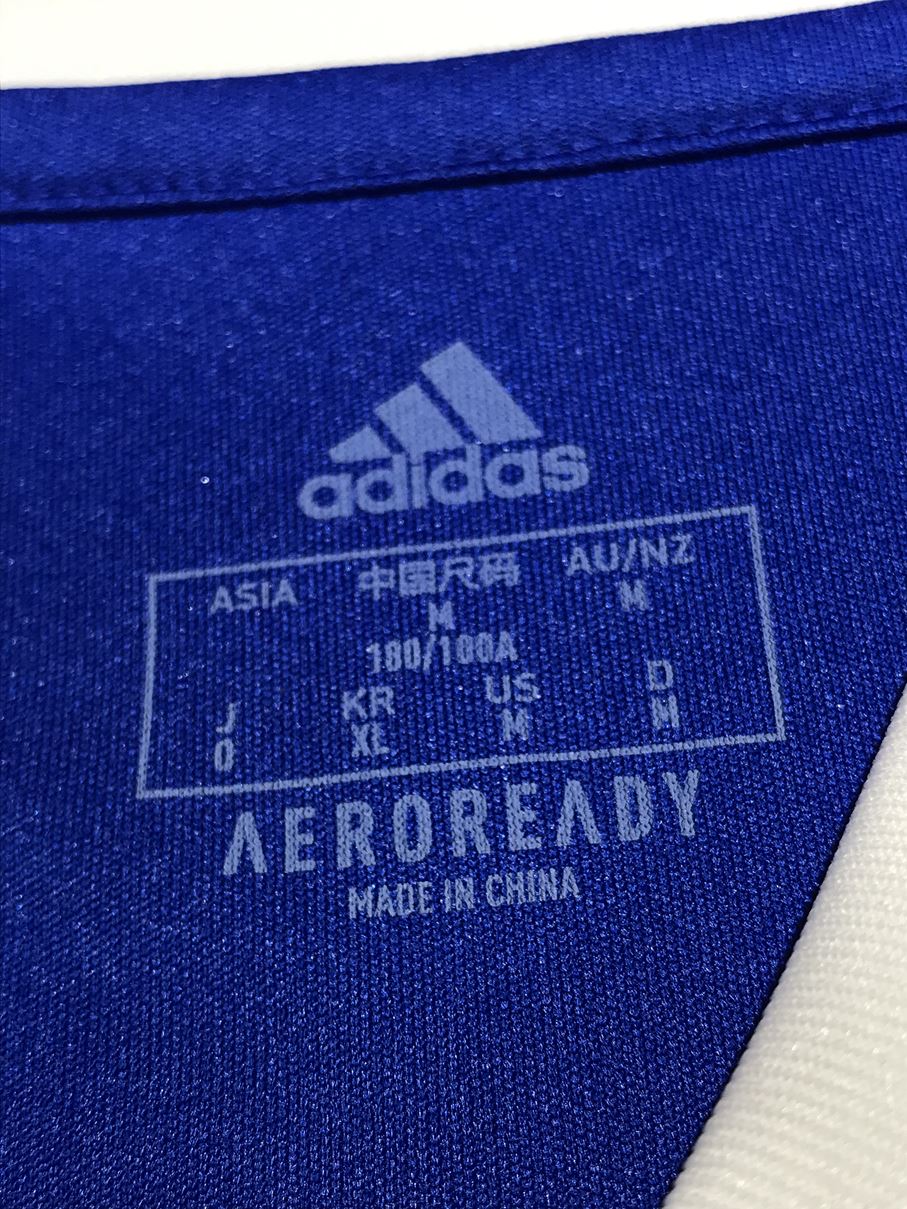 adidas
ASIA 中国尺码 AU/NZ
M M
180/100A
J KR US D
O XL M M
AEROREADY
MADE IN CHINA